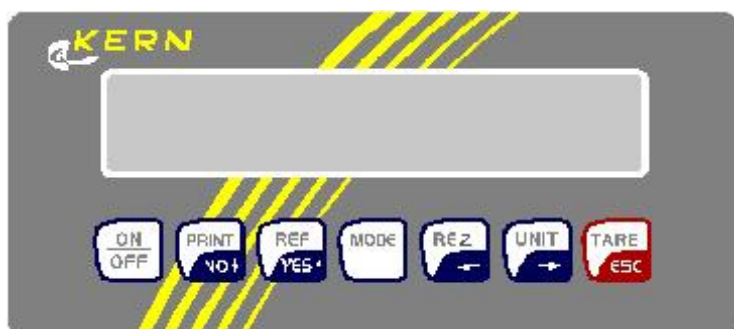 KERN
ON
OFF
PRINT
NO↓
REF
YES
MODE
REZ
←
UNIT
→
TARE
ESC